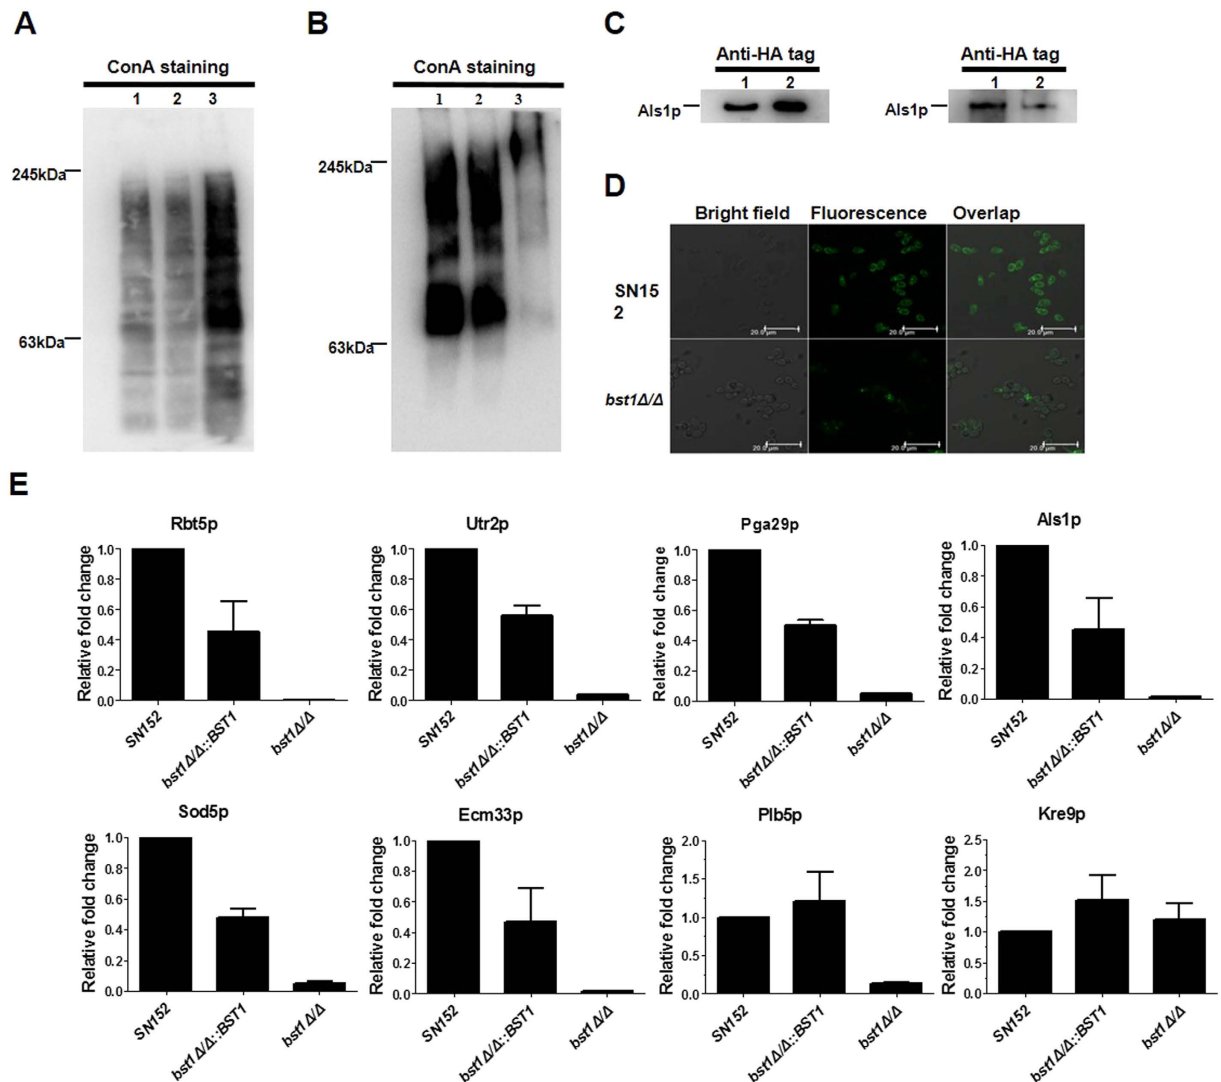 A
B
C
ConA staining
1 2 3
245kDa
63kDa
ConA staining
1 2 3
245kDa
63kDa
Anti-HA tag
1 2
Als1p
Anti-HA tag
1 2
Als1p
D
Bright field Fluorescence Overlap
SN15
2
20.0 µm 20.0 µm 20.0 µm
bst1Δ/Δ
20.0 µm 20.0 µm 20.0 µm
E
Rbt5p
Relative fold change
1.0
0.8
0.6
0.4
0.2
0.0
SN152
bst1Δ/Δ::BST1
bst1Δ/Δ
Utr2p
Relative fold change
1.0
0.8
0.6
0.4
0.2
0.0
SN152
bst1Δ/Δ::BST1
bst1Δ/Δ
Pga29p
Relative fold change
1.0
0.8
0.6
0.4
0.2
0.0
SN152
bst1Δ/Δ::BST1
bst1Δ/Δ
Als1p
Relative fold change
1.0
0.8
0.6
0.4
0.2
0.0
SN152
bst1Δ/Δ::BST1
bst1Δ/Δ
Sod5p
Relative fold change
1.0
0.8
0.6
0.4
0.2
0.0
SN152
bst1Δ/Δ::BST1
bst1Δ/Δ
Ecm33p
Relative fold change
1.0
0.8
0.6
0.4
0.2
0.0
SN152
bst1Δ/Δ::BST1
bst1Δ/Δ
Plb5p
Relative fold change
2.0
1.5
1.0
0.5
0.0
SN152
bst1Δ/Δ::BST1
bst1Δ/Δ
Kre9p
Relative fold change
2.5
2.0
1.5
1.0
0.5
0.0
SN152
bst1Δ/Δ::BST1
bst1Δ/Δ